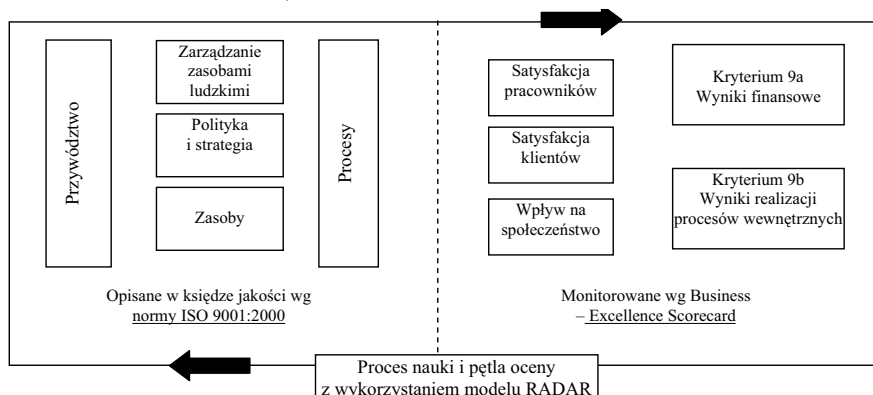 Przywództwo
Zarządzanie
zasobami
ludzkimi
Polityka
i strategia
Zasoby
Procesy
Opisane w księdze jakości wg
normy ISO 9001:2000
Satysfakcja
pracowników
Satysfakcja
klientów
Wpływ na
społeczeństwo
Kryterium 9a
Wyniki finansowe
Kryterium 9b
Wyniki realizacji
procesów wewnętrznych
Monitorowane wg Business
– Excellence Scorecard
Proces nauki i pętla oceny
z wykorzystaniem modelu RADAR